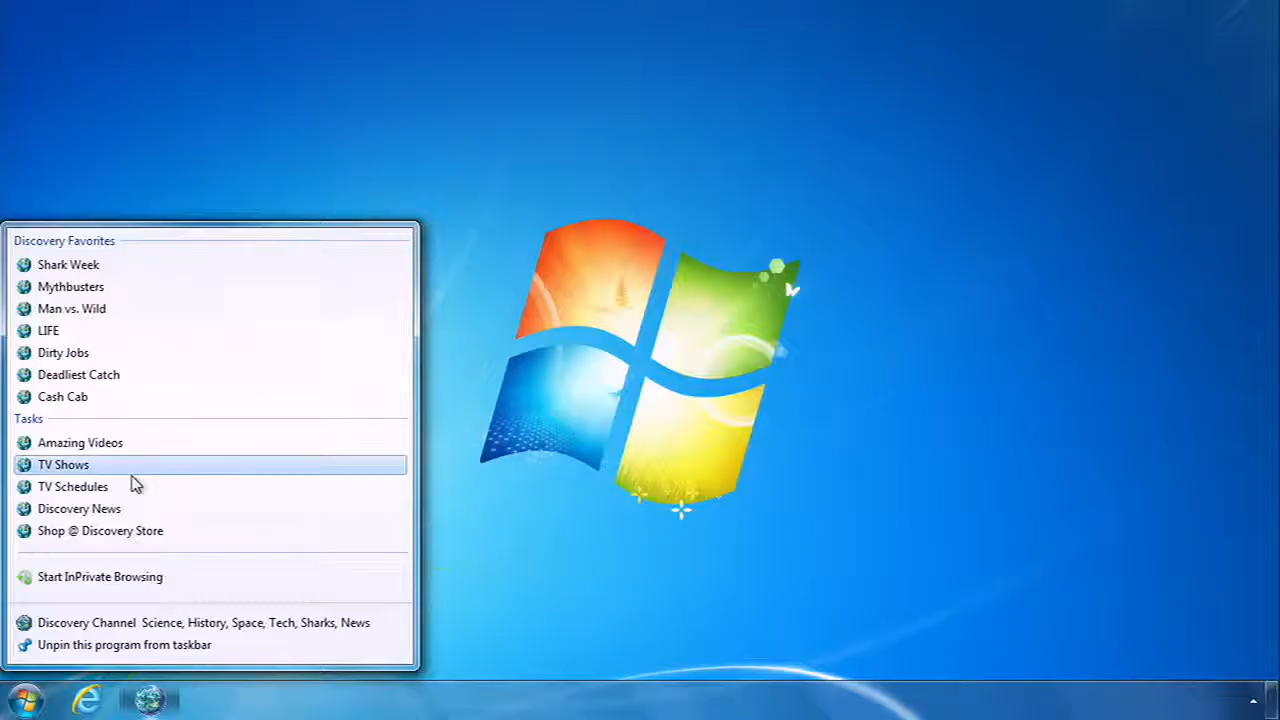 Discovery Favorites
Shark Week
Mythbusters
Man vs. Wild
LIFE
Dirty Jobs
Deadliest Catch
Cash Cab
Tasks
Amazing Videos
TV Shows
TV Schedules
Discovery News
Shop @ Discovery Store
Start InPrivate Browsing
Discovery Channel Science, History, Space, Tech, Sharks, News
Unpin this program from taskbar